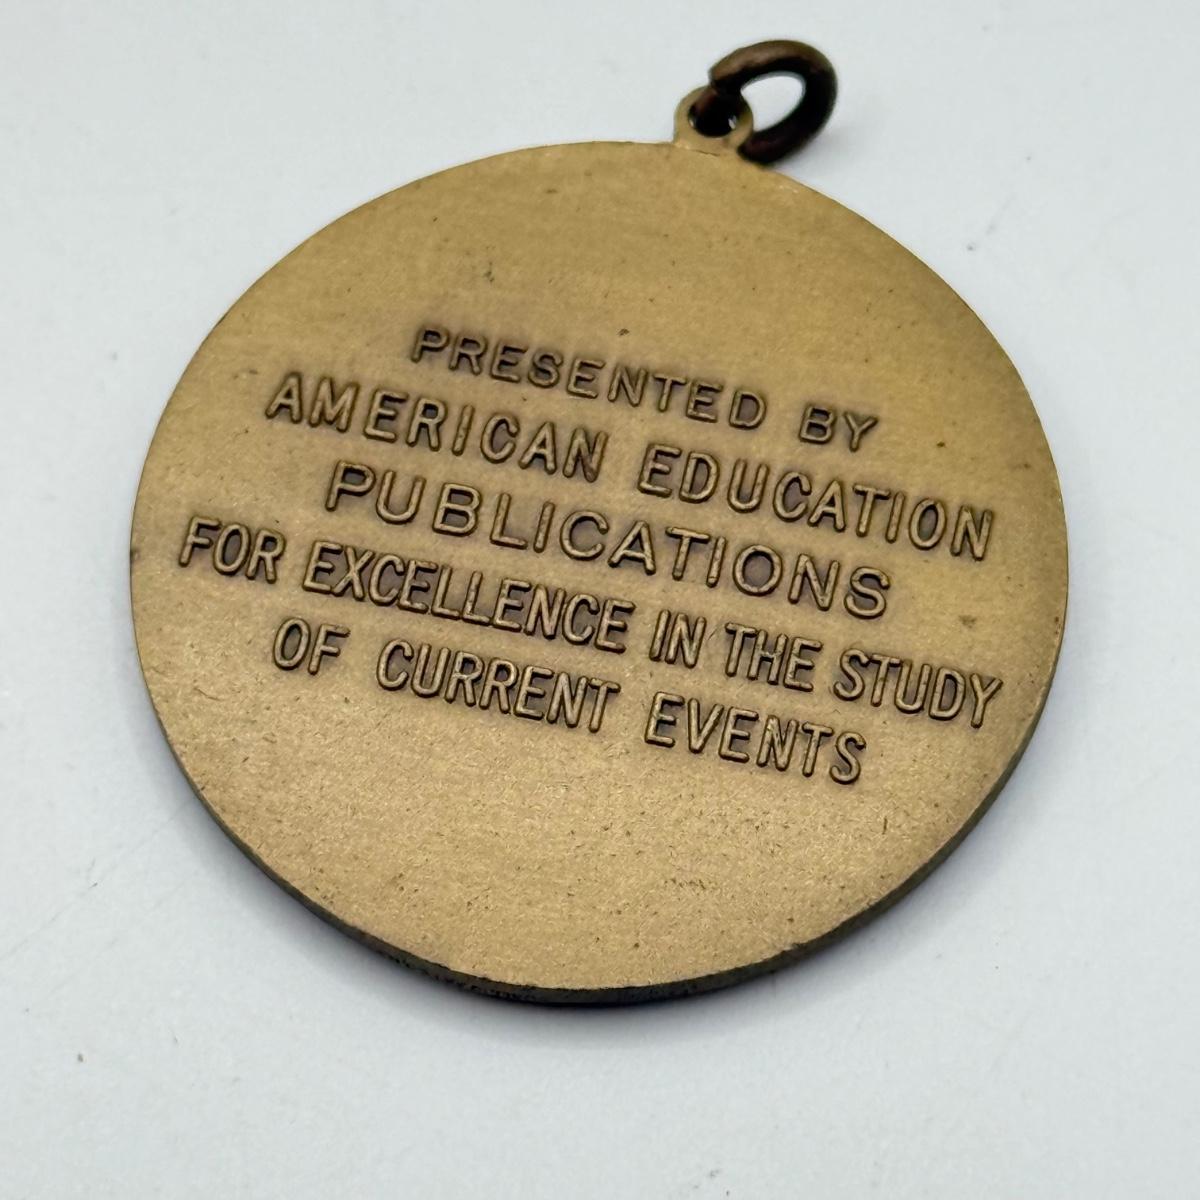 PRESENTED BY
AMERICAN EDUCATION
PUBLICATIONS
FOR EXCELLENCE IN THE STUDY
OF CURRENT EVENTS